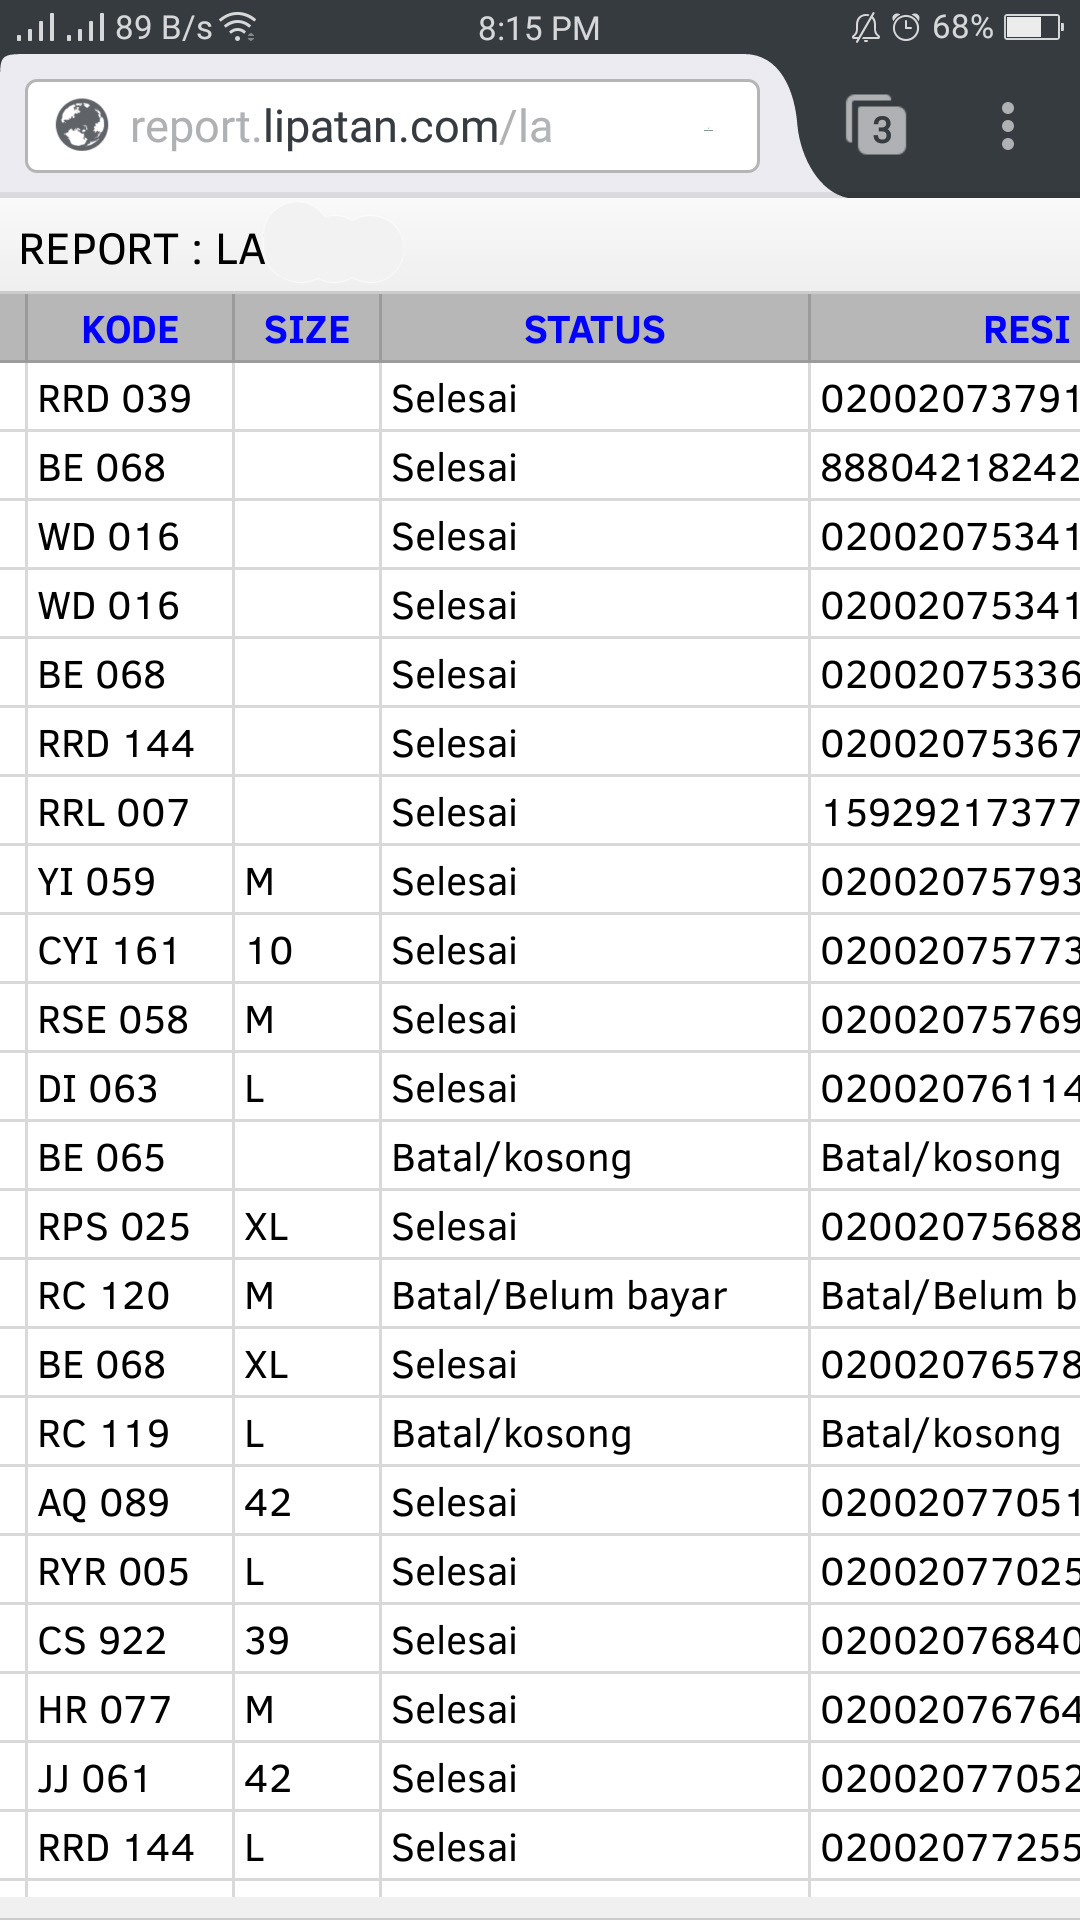 89 B/s 8:15 PM 68%
report.lipatan.com/la 3
REPORT : LA
KODE SIZE STATUS RESI
RRD 039 Selesai 02002073791
BE 068 Selesai 88804218242
WD 016 Selesai 02002075341
WD 016 Selesai 02002075341
BE 068 Selesai 02002075336
RRD 144 Selesai 02002075367
RRL 007 Selesai 15929217377
YI 059 M Selesai 02002075793
CYI 161 10 Selesai 02002075773
RSE 058 M Selesai 02002075769
DI 063 L Selesai 02002076114
BE 065 Batal/kosong Batal/kosong
RPS 025 XL Selesai 02002075688
RC 120 M Batal/Belum bayar Batal/Belum b
BE 068 XL Selesai 02002076578
RC 119 L Batal/kosong Batal/kosong
AQ 089 42 Selesai 02002077051
RYR 005 L Selesai 02002077025
CS 922 39 Selesai 02002076840
HR 077 M Selesai 02002076764
JJ 061 42 Selesai 02002077052
RRD 144 L Selesai 02002077255